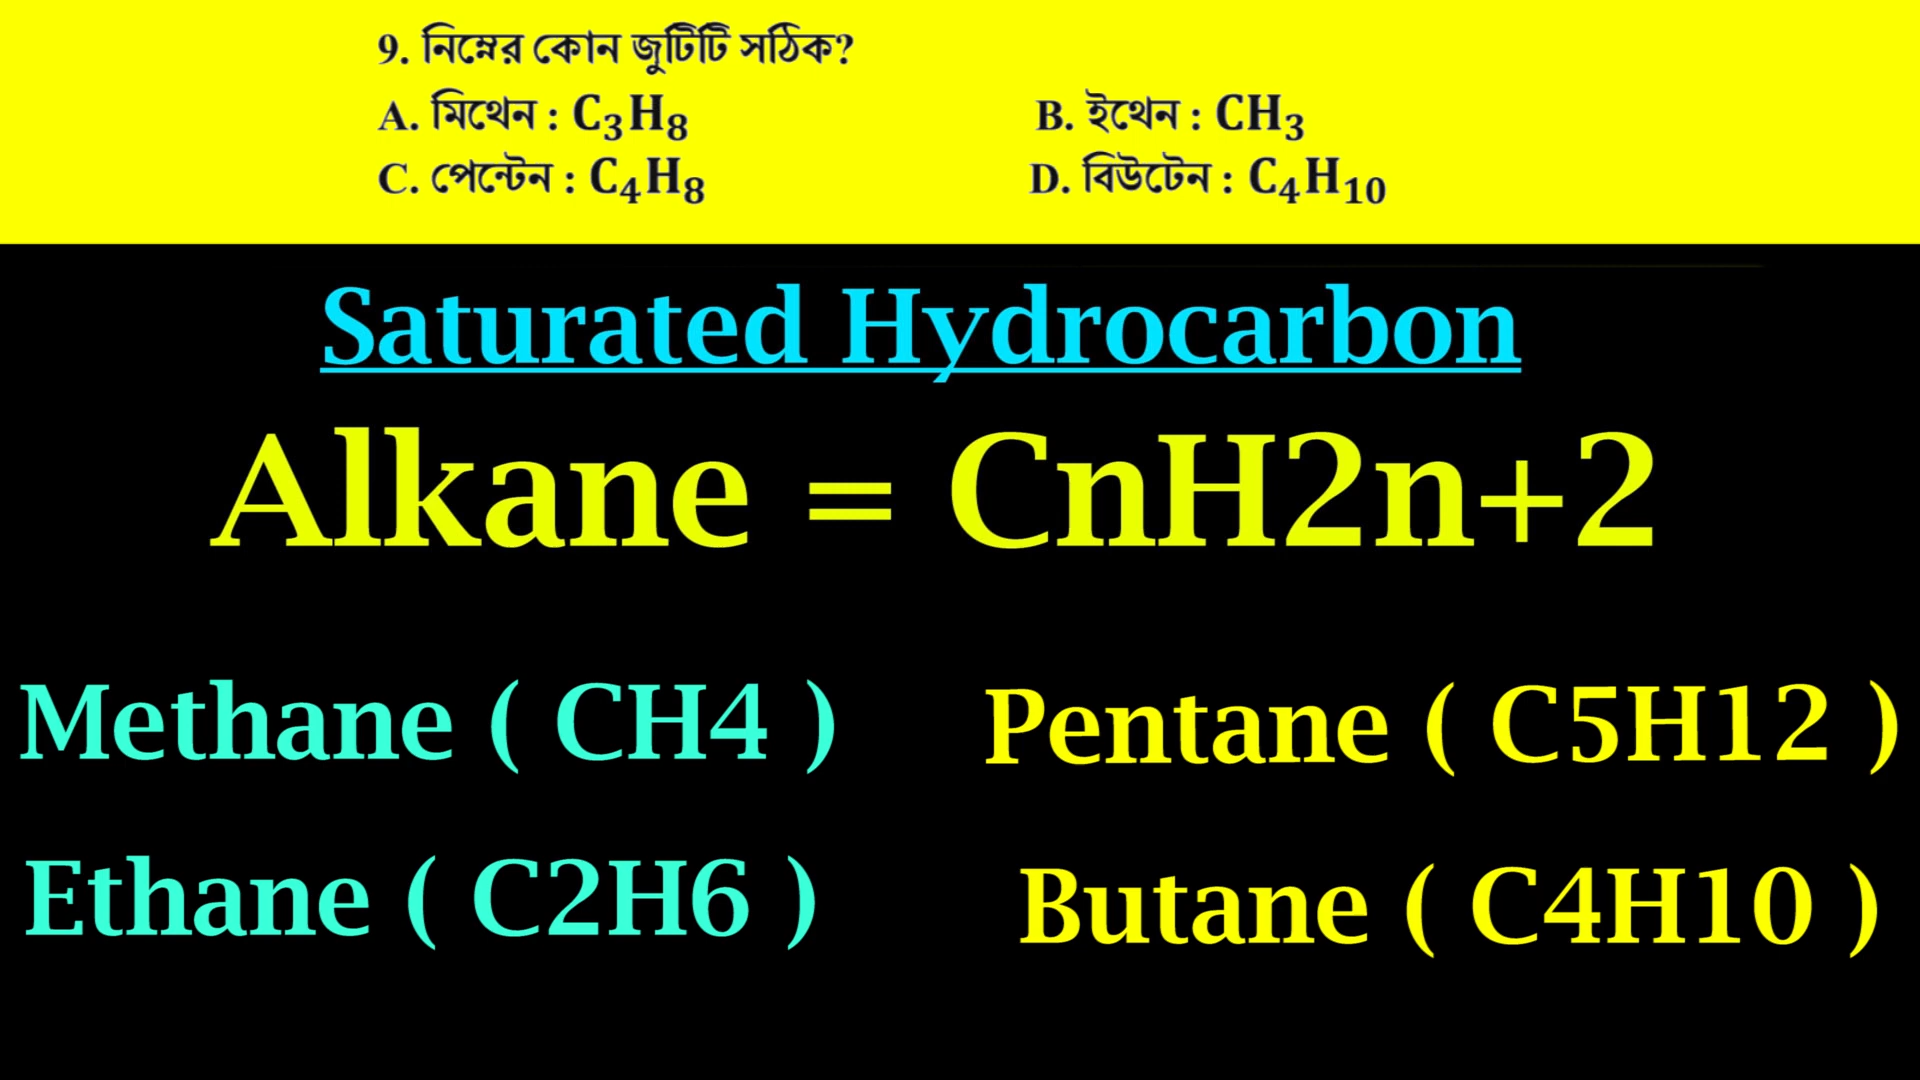 9. নিম্নের কোন জুটিটি সঠিক?
A. মিথেন : C₃H₈ B. ইথেন : CH₃
C. পেন্টেন : C₄H₈ D. বিউটেন : C₄H₁₀
Saturated Hydrocarbon
Alkane = CnH2n+2
Methane ( CH4 ) Pentane ( C5H12 )
Ethane ( C2H6 ) Butane ( C4H10 )